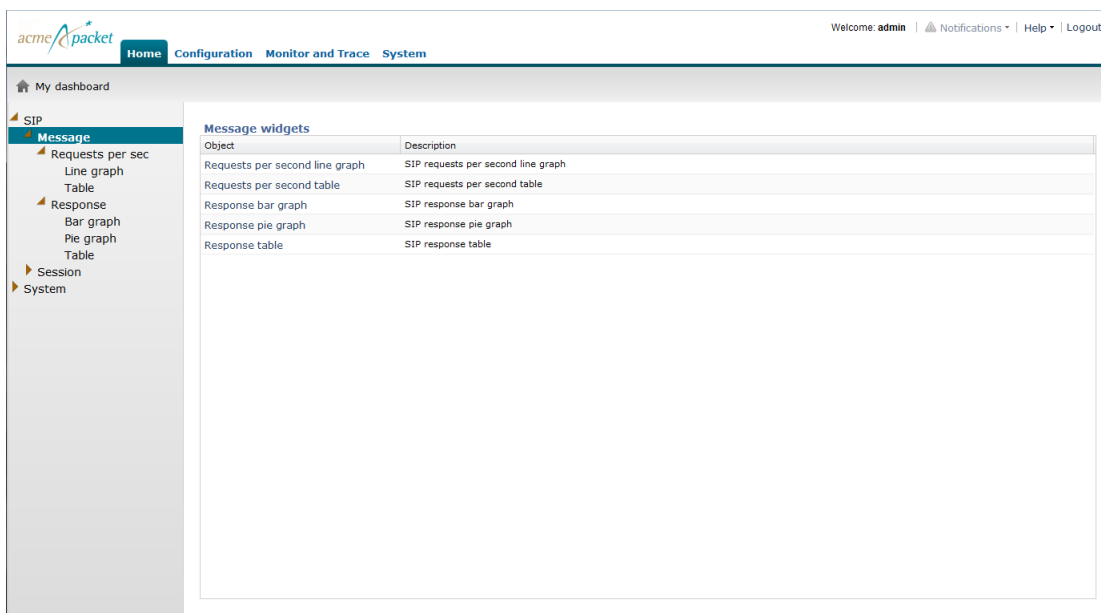 acme packet
Welcome: admin | Notifications | Help | Logout
Home Configuration Monitor and Trace System
My dashboard
SIP
Message
Requests per sec
Line graph
Table
Response
Bar graph
Pie graph
Table
Session
System
Message widgets
Object Description
Requests per second line graph SIP requests per second line graph
Requests per second table SIP requests per second table
Response bar graph SIP response bar graph
Response pie graph SIP response pie graph
Response table SIP response table